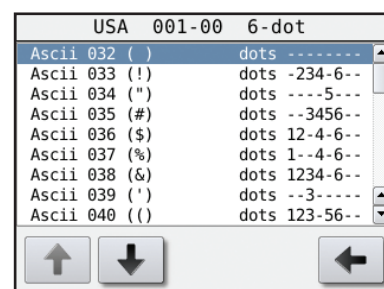 USA 001-00 6-dot
Ascii 032 ( ) dots --------
Ascii 033 (!) dots -234-6--
Ascii 034 (") dots ----5---
Ascii 035 (#) dots --3456--
Ascii 036 ($) dots 12-4-6--
Ascii 037 (%) dots 1--4-6--
Ascii 038 (&) dots 1234-6--
Ascii 039 (') dots --3-----
Ascii 040 (() dots 123-56--